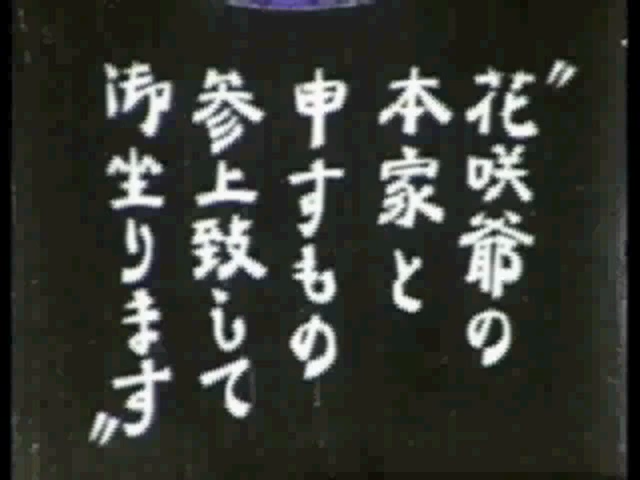 〝花咲爺の
本家と
申すもの
参上致して
御坐ります〟